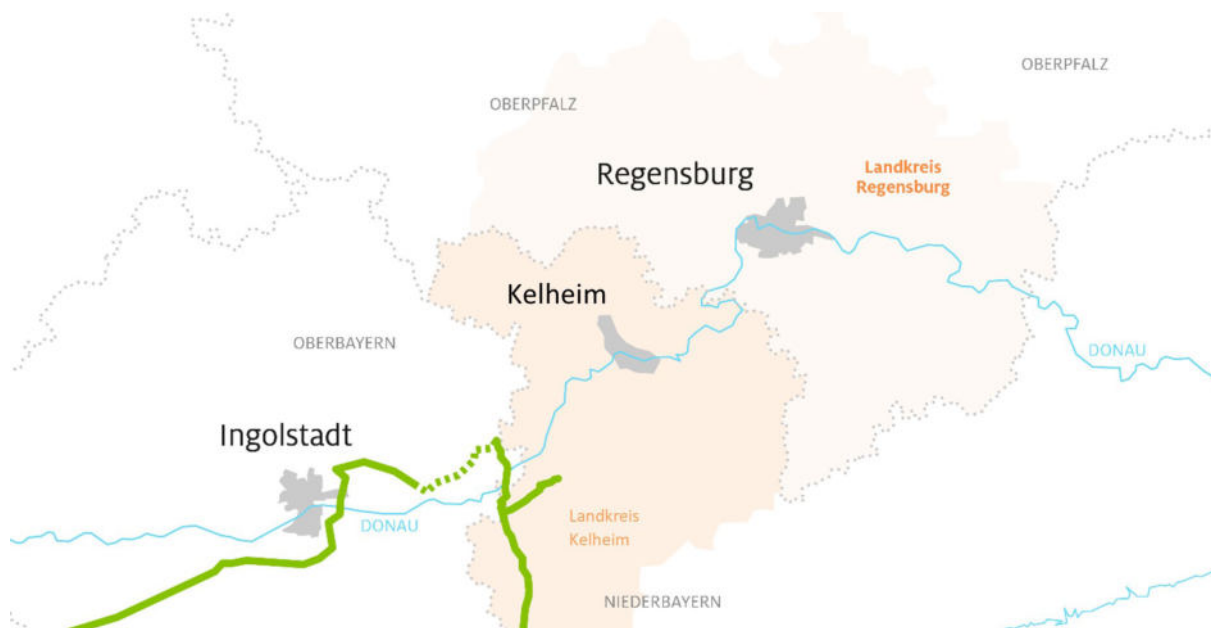 OBERPFALZ
OBERPFALZ
Regensburg
Landkreis
Regensburg
Kelheim
OBERBAYERN
DONAU
Ingolstadt
DONAU
Landkreis
Kelheim
NIEDERBAYERN